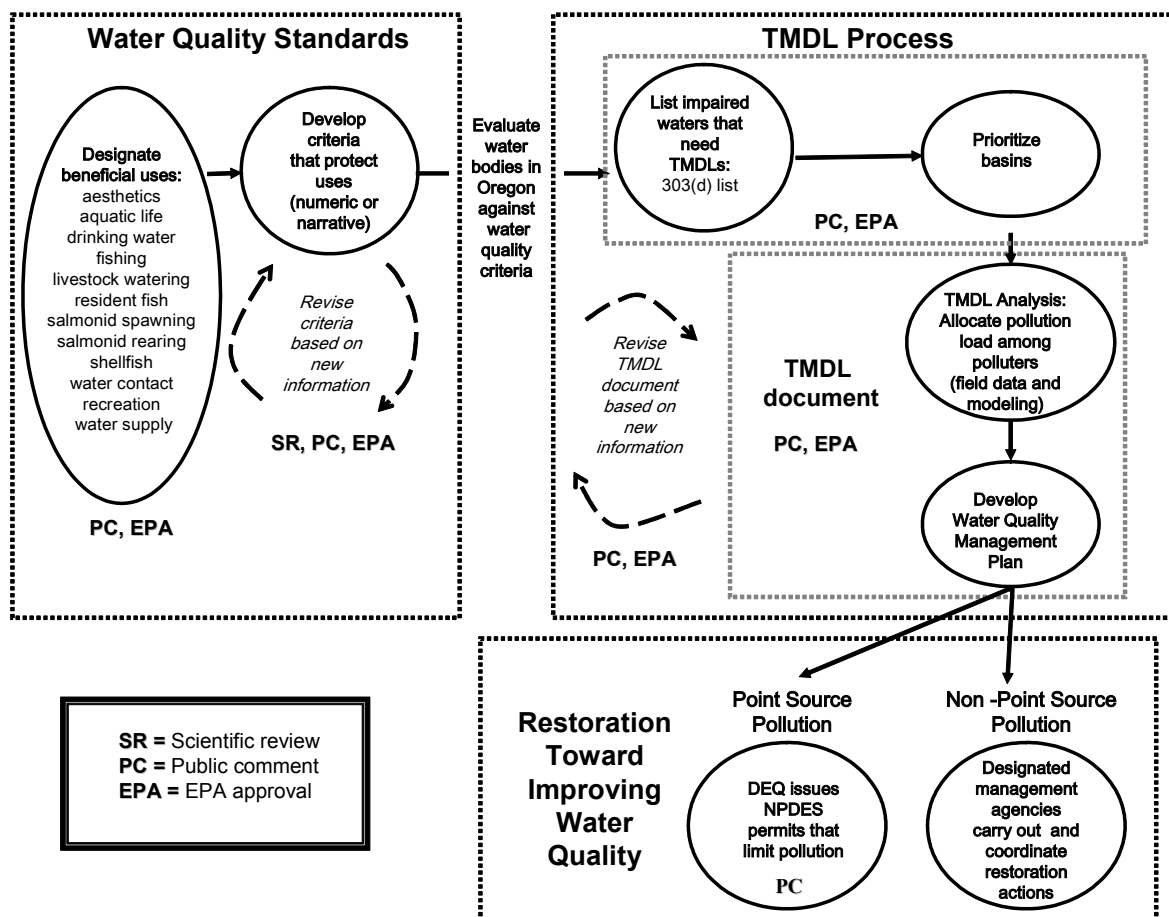 Water Quality Standards
Designate
beneficial uses:
aesthetics
aquatic life
drinking water
fishing
livestock watering
resident fish
salmonid spawning
salmonid rearing
shellfish
water contact
recreation
water supply
PC, EPA
Develop
criteria
that protect
uses
(numeric or
narrative)
Revise
criteria
based on
new
information
SR, PC, EPA
Evaluate
water
bodies in
Oregon
against
water
quality
criteria
TMDL Process
List impaired
waters that
need
TMDLs:
303(d) list
Prioritize
basins
PC, EPA
Revise
TMDL
document
based on
new
information
PC, EPA
TMDL
document
PC, EPA
TMDL Analysis:
Allocate pollution
load among
polluters
(field data and
modeling)
Develop
Water Quality
Management
Plan
SR = Scientific review
PC = Public comment
EPA = EPA approval
Restoration
Toward
Improving
Water
Quality
Point Source
Pollution
DEQ issues
NPDES
permits that
limit pollution
PC
Non -Point Source
Pollution
Designated
management
agencies
carry out and
coordinate
restoration
actions